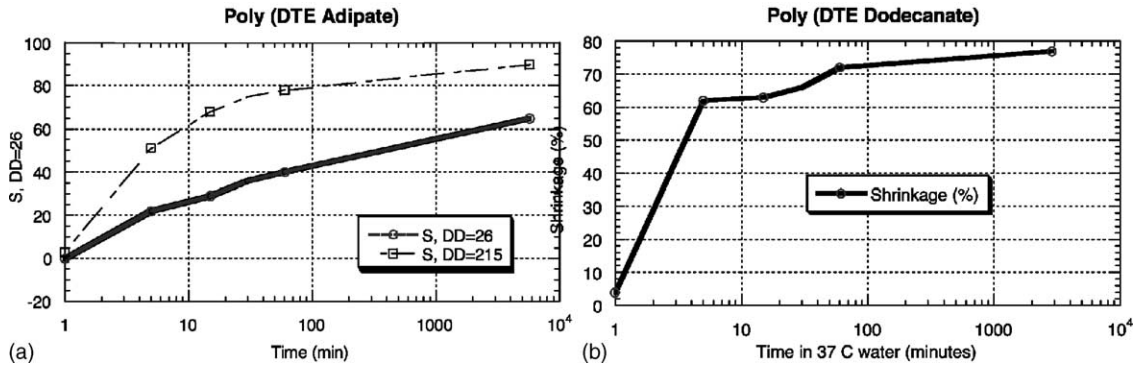 Poly (DTE Adipate)
100
80
60
40
20
0
-20
S, DD=26
S, DD=26
S, DD=215
1
10
100
1000
10⁴
Time (min)
(a)
Poly (DTE Dodecanate)
80
70
60
50
40
30
20
10
0
Shrinkage (%)
Shrinkage (%)
1
10
100
1000
10⁴
Time in 37 C water (minutes)
(b)